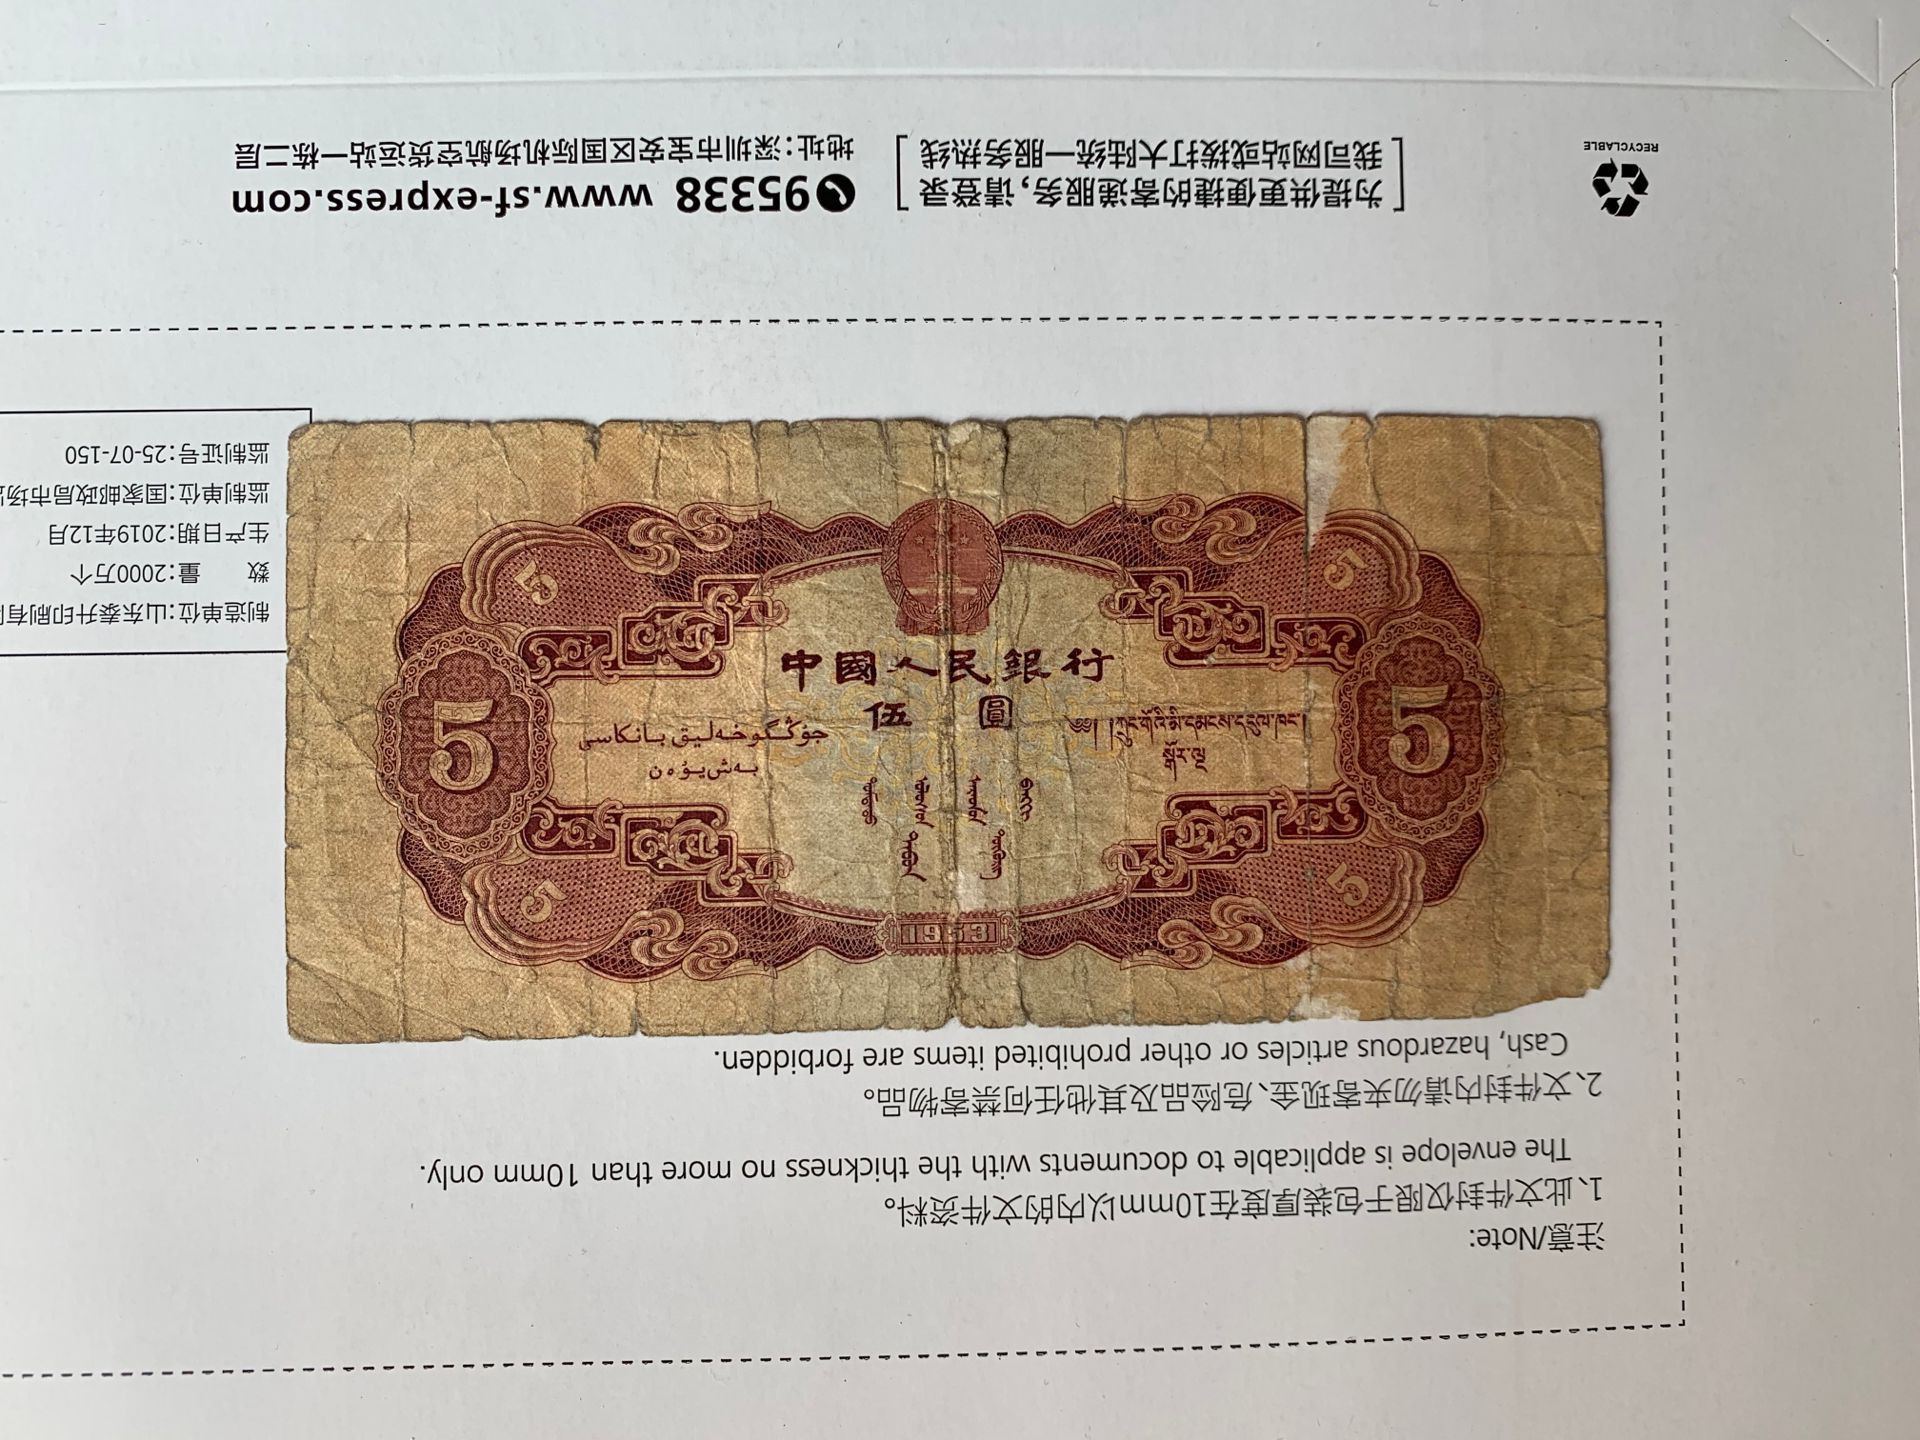 中國人民銀行
伍 圓
جۇڭگوخەلىق بانكاسى
بەش يۈەن
5
5
5
5
5
5
1953
RECYCLABLE
[为提供更便捷的寄递服务,请登录
我司网站或拨打大陆统一服务热线]
95338 www.sf-express.com
地址:深圳市宝安区国际机场航空货运站一栋二层
注意/Note:
1、此文件封仅限于包装厚度在10mm以内的文件资料。
The envelope is applicable to documents with the thickness no more than 10mm only.
2、文件封内请勿夹寄现金、危险品及其他任何禁寄物品。
Cash, hazardous articles or other prohibited items are forbidden.
制造单位:山东泰升印刷有
数 量:2000万个
生产日期:2019年12月
监制单位:国家邮政局市场
监制证号:25-07-150